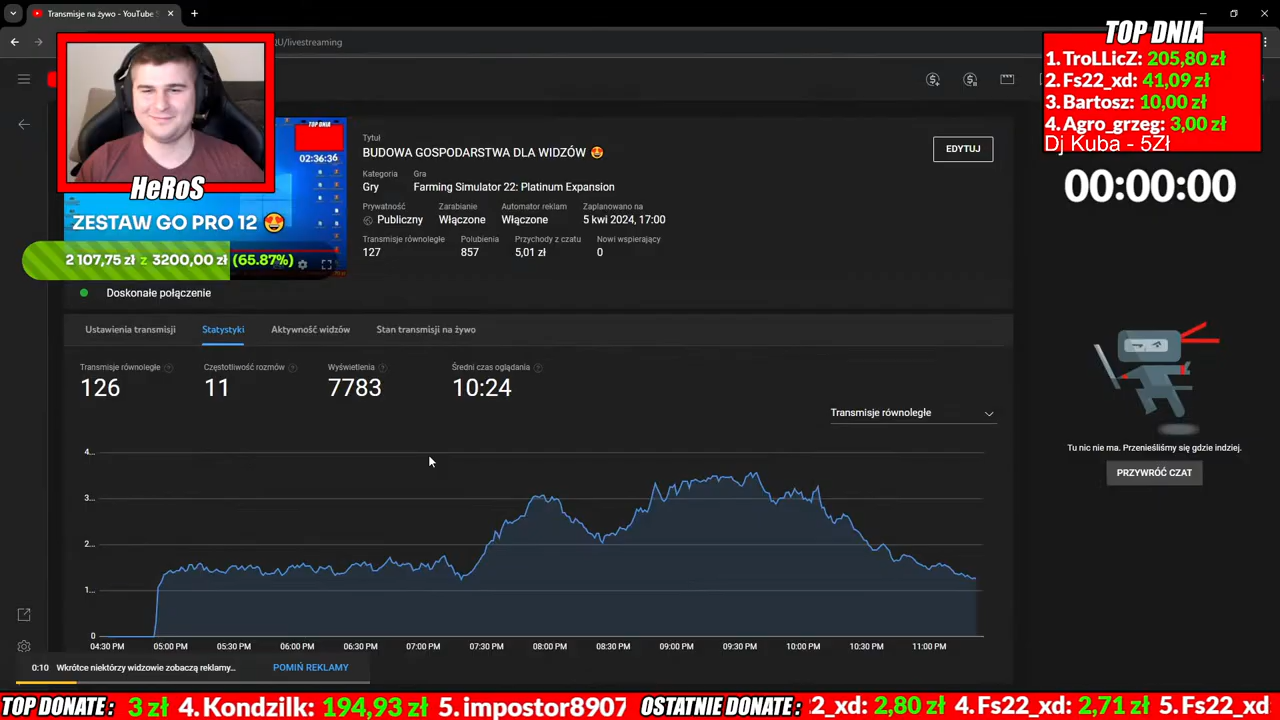 Transmisje na żywo - YouTube S
QU/livestreaming
HeRoS
ZESTAW GO PRO 12 😍
2 107,75 zł z 3200,00 zł (65.87%)
TOP DNIA
02:36:36
Tytuł
BUDOWA GOSPODARSTWA DLA WIDZÓW 😍
EDYTUJ
Kategoria
Gra
Gry
Farming Simulator 22: Platinum Expansion
Prywatność
Zarabianie
Automator reklam
Zaplanowano na
Publiczny
Włączone
Włączone
5 kwi 2024, 17:00
Transmisje równoległe
Polubienia
Przychody z czatu
Nowi wspierający
127
857
5,01 zł
0
Doskonałe połączenie
Ustawienia transmisji
Statystyki
Aktywność widzów
Stan transmisji na żywo
Transmisje równoległe
Częstotliwość rozmów
Wyświetlenia
Średni czas oglądania
126
11
7783
10:24
Transmisje równoległe
4...
3...
2...
1...
0
04:30 PM
05:00 PM
05:30 PM
06:00 PM
06:30 PM
07:00 PM
07:30 PM
08:00 PM
08:30 PM
09:00 PM
09:30 PM
10:00 PM
10:30 PM
11:00 PM
0:10 Wkrótce niektórzy widzowie zobaczą reklamy...
POMIŃ REKLAMY
TOP DNIA
1. TroLLicZ: 205,80 zł
2. Fs22_xd: 41,09 zł
3. Bartosz: 10,00 zł
4. Agro_grzeg: 3,00 zł
Dj Kuba - 5Zł
00:00:00
Tu nic nie ma. Przenieśliśmy się gdzie indziej.
PRZYWRÓĆ CZAT
TOP DONATE : 3 zł 4. Kondzilk: 194,93 zł 5. impostor8907
OSTATNIE DONATE : 2_xd: 2,80 zł 4. Fs22_xd: 2,71 zł 5. Fs22_xd